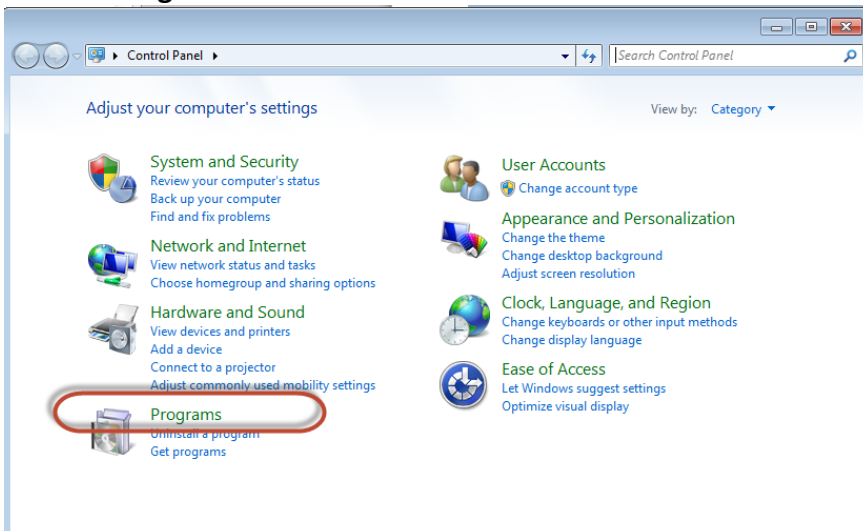 Control Panel
Search Control Panel
Adjust your computer's settings
View by: Category
System and Security
Review your computer's status
Back up your computer
Find and fix problems
Network and Internet
View network status and tasks
Choose homegroup and sharing options
Hardware and Sound
View devices and printers
Add a device
Connect to a projector
Adjust commonly used mobility settings
Programs
Uninstall a program
Get programs
User Accounts
Change account type
Appearance and Personalization
Change the theme
Change desktop background
Adjust screen resolution
Clock, Language, and Region
Change keyboards or other input methods
Change display language
Ease of Access
Let Windows suggest settings
Optimize visual display